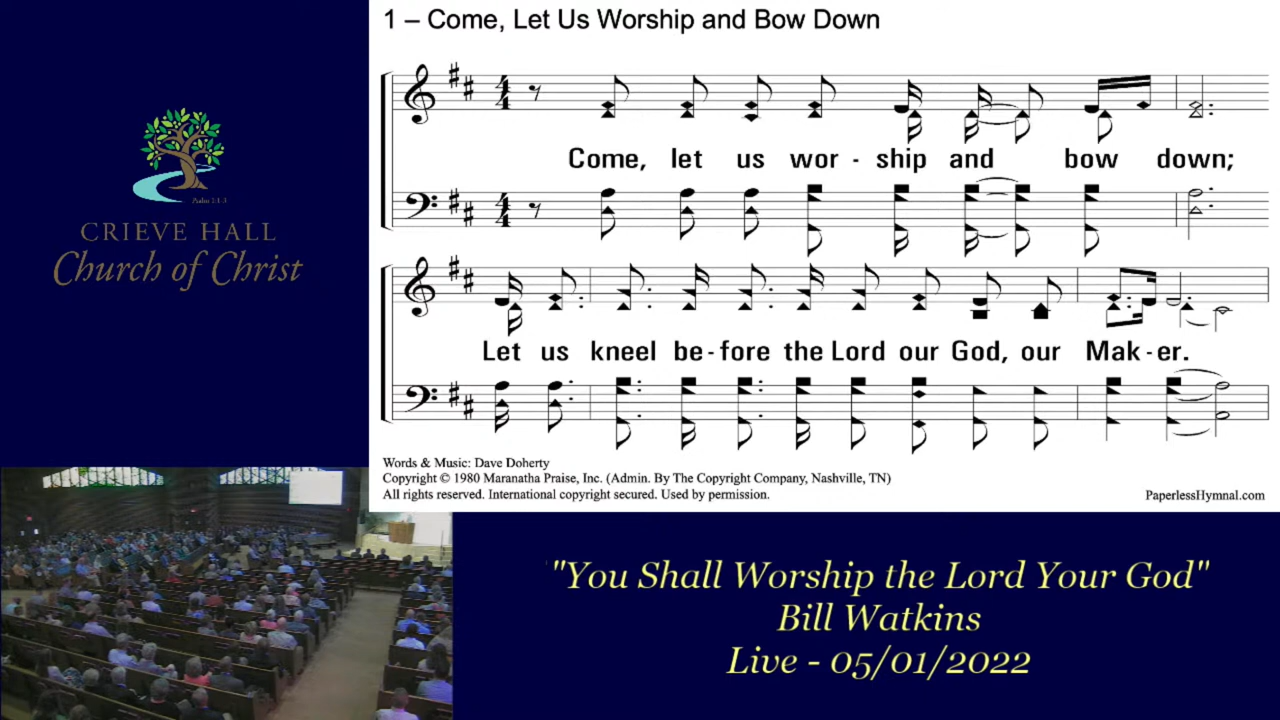 1 – Come, Let Us Worship and Bow Down
Come, let us wor - ship and bow down;
Let us kneel be - fore the Lord our God, our Mak - er.
Words & Music: Dave Doherty
Copyright © 1980 Maranatha Praise, Inc. (Admin. By The Copyright Company, Nashville, TN)
All rights reserved. International copyright secured. Used by permission.
PaperlessHymnal.com
CRIEVE HALL
Church of Christ
"You Shall Worship the Lord Your God"
Bill Watkins
Live - 05/01/2022